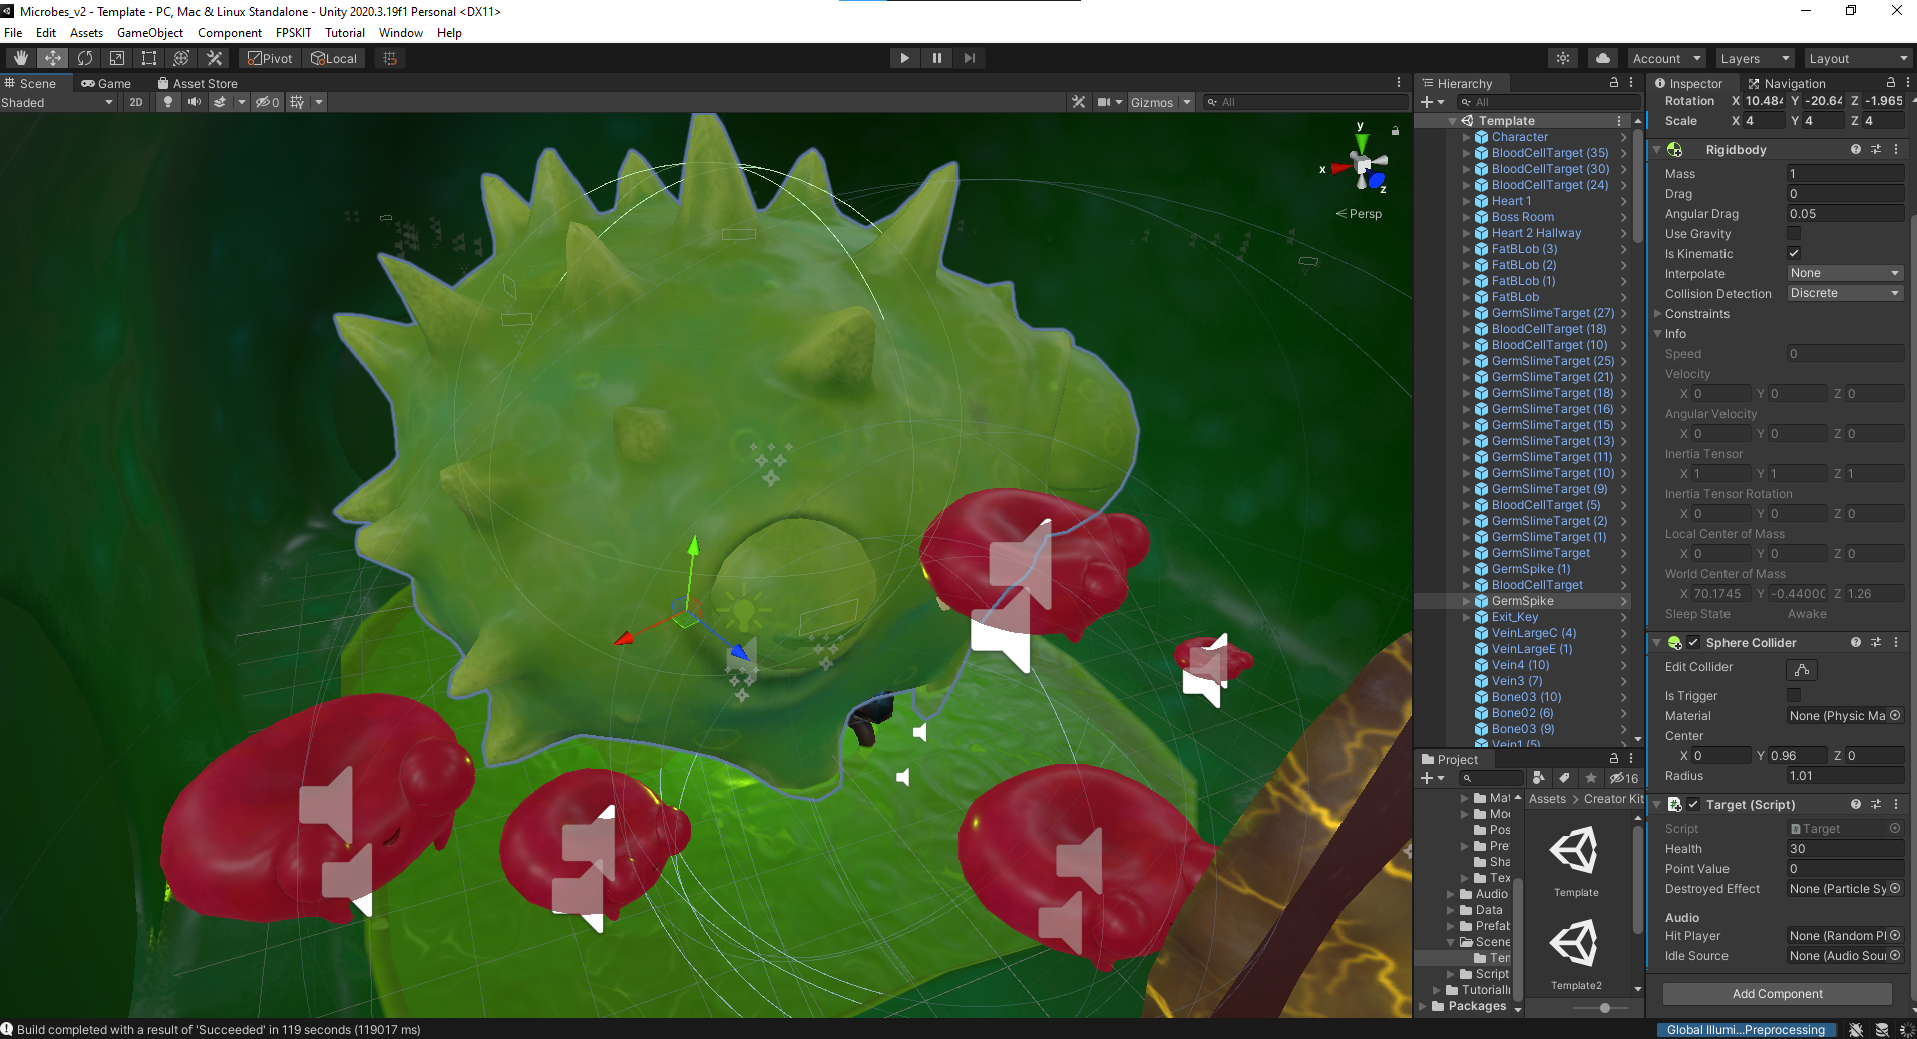 Microbes_v2 - Template - PC, Mac & Linux Standalone - Unity 2020.3.19f1 Personal <DX11>
File Edit Assets GameObject Component FPSKIT Tutorial Window Help
Pivot Local Account Layers Layout
Scene Game Asset Store
Shaded 2D 0 Gizmos All
y
x
z
Persp
Hierarchy
All
Template
Character
BloodCellTarget (35)
BloodCellTarget (30)
BloodCellTarget (24)
Heart 1
Boss Room
Heart 2 Hallway
FatBLob (3)
FatBLob (2)
FatBLob (1)
FatBLob
GermSlimeTarget (27)
BloodCellTarget (18)
BloodCellTarget (10)
GermSlimeTarget (25)
GermSlimeTarget (21)
GermSlimeTarget (18)
GermSlimeTarget (16)
GermSlimeTarget (15)
GermSlimeTarget (13)
GermSlimeTarget (11)
GermSlimeTarget (10)
GermSlimeTarget (9)
BloodCellTarget (5)
GermSlimeTarget (2)
GermSlimeTarget (1)
GermSlimeTarget
GermSpike (1)
BloodCellTarget
GermSpike
Exit_Key
VeinLargeC (4)
VeinLargeE (1)
Vein4 (10)
Vein3 (7)
Bone03 (10)
Bone02 (6)
Bone03 (9)
Vein1 (5)
Project
16
Mat
Mod
Pos
Pre
Sha
Tex
Audio
Data
Prefab
Scene
Tem
Script
TutorialI
Packages
Assets > Creator Kit
Template
Template2
Inspector Navigation
Rotation X 10.484 Y -20.64 Z -1.965
Scale X 4 Y 4 Z 4
Rigidbody
Mass 1
Drag 0
Angular Drag 0.05
Use Gravity
Is Kinematic
Interpolate None
Collision Detection Discrete
Constraints
Info
Speed 0
Velocity
X 0 Y 0 Z 0
Angular Velocity
X 0 Y 0 Z 0
Inertia Tensor
X 1 Y 1 Z 1
Inertia Tensor Rotation
X 0 Y 0 Z 0
Local Center of Mass
X 0 Y 0 Z 0
World Center of Mass
X 70.1745 Y -0.44000 Z 1.26
Sleep State Awake
Sphere Collider
Edit Collider
Is Trigger
Material None (Physic Ma
Center
X 0 Y 0.96 Z 0
Radius 1.01
Target (Script)
Script Target
Health 30
Point Value 0
Destroyed Effect None (Particle Sy
Audio
Hit Player None (Random Pl
Idle Source None (Audio Sour
Add Component
Build completed with a result of 'Succeeded' in 119 seconds (119017 ms)
Global Illumi...Preprocessing